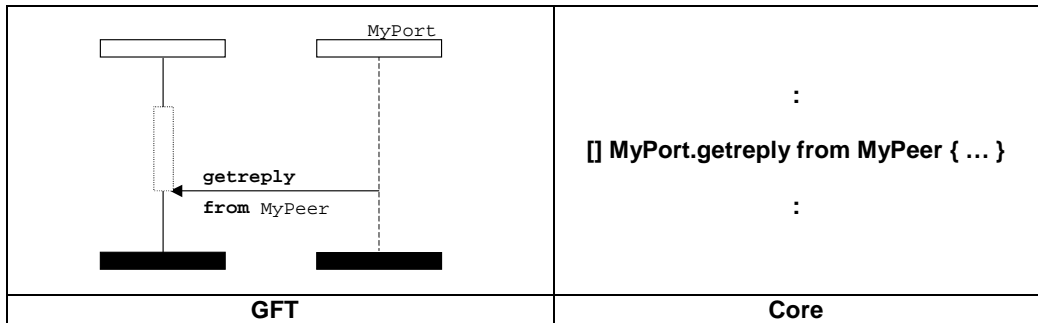 MyPort
getreply
from MyPeer
:
[] MyPort.getreply from MyPeer { … }
:
GFT
Core